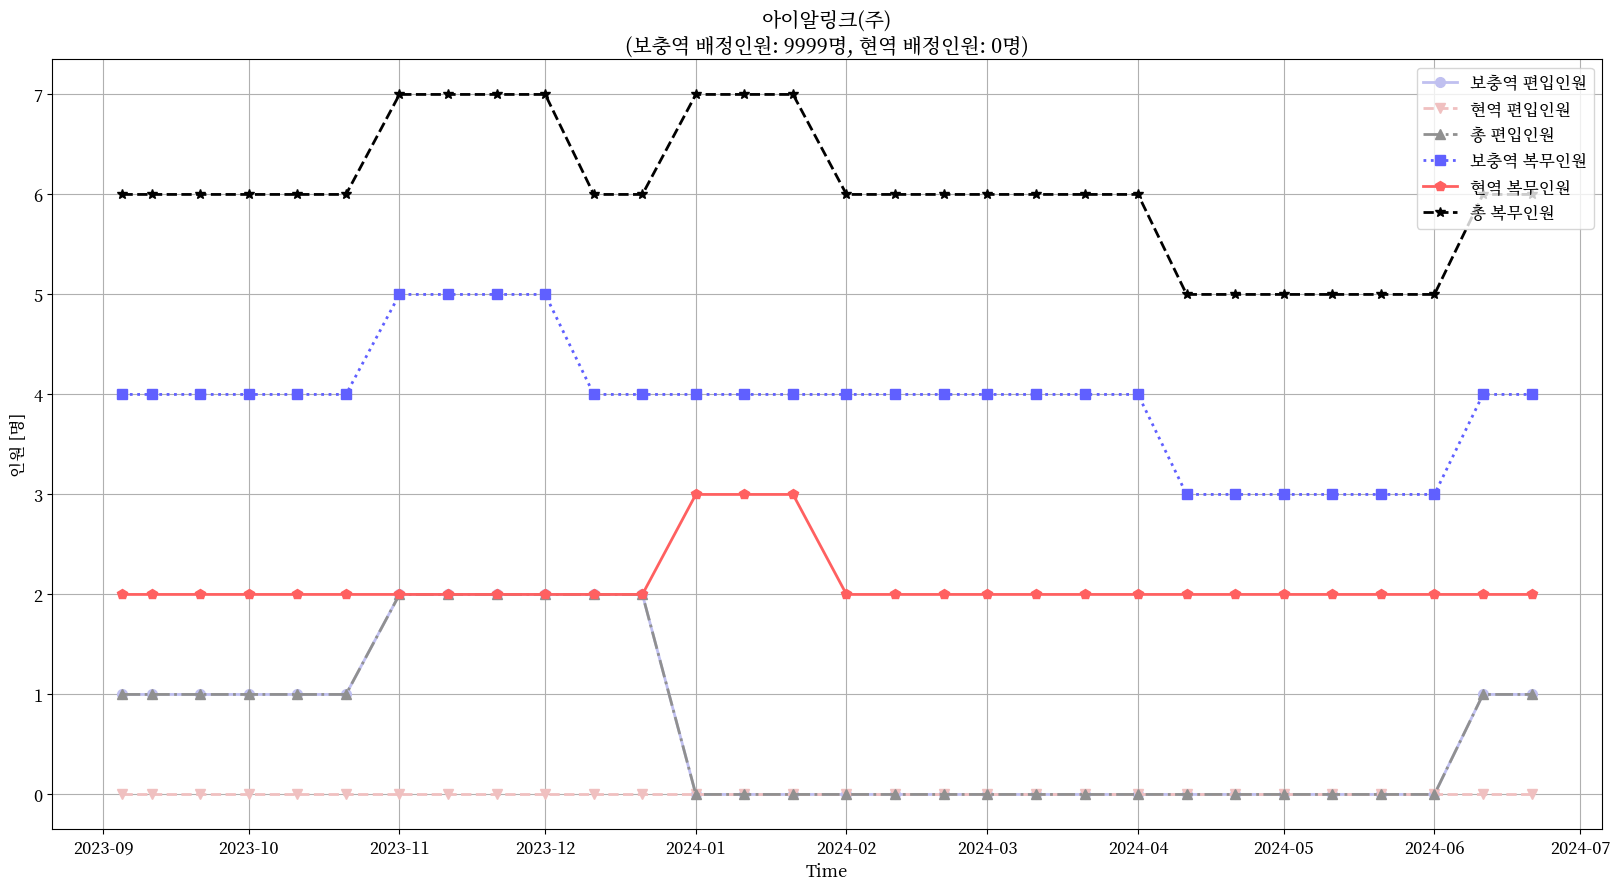 아이알링크(주)
(보충역 배정인원: 9999명, 현역 배정인원: 0명)
보충역 편입인원
현역 편입인원
총 편입인원
보충역 복무인원
현역 복무인원
총 복무인원
인원 [명]
7
6
5
4
3
2
1
0
2023-09 2023-10 2023-11 2023-12 2024-01 2024-02 2024-03 2024-04 2024-05 2024-06 2024-07
Time